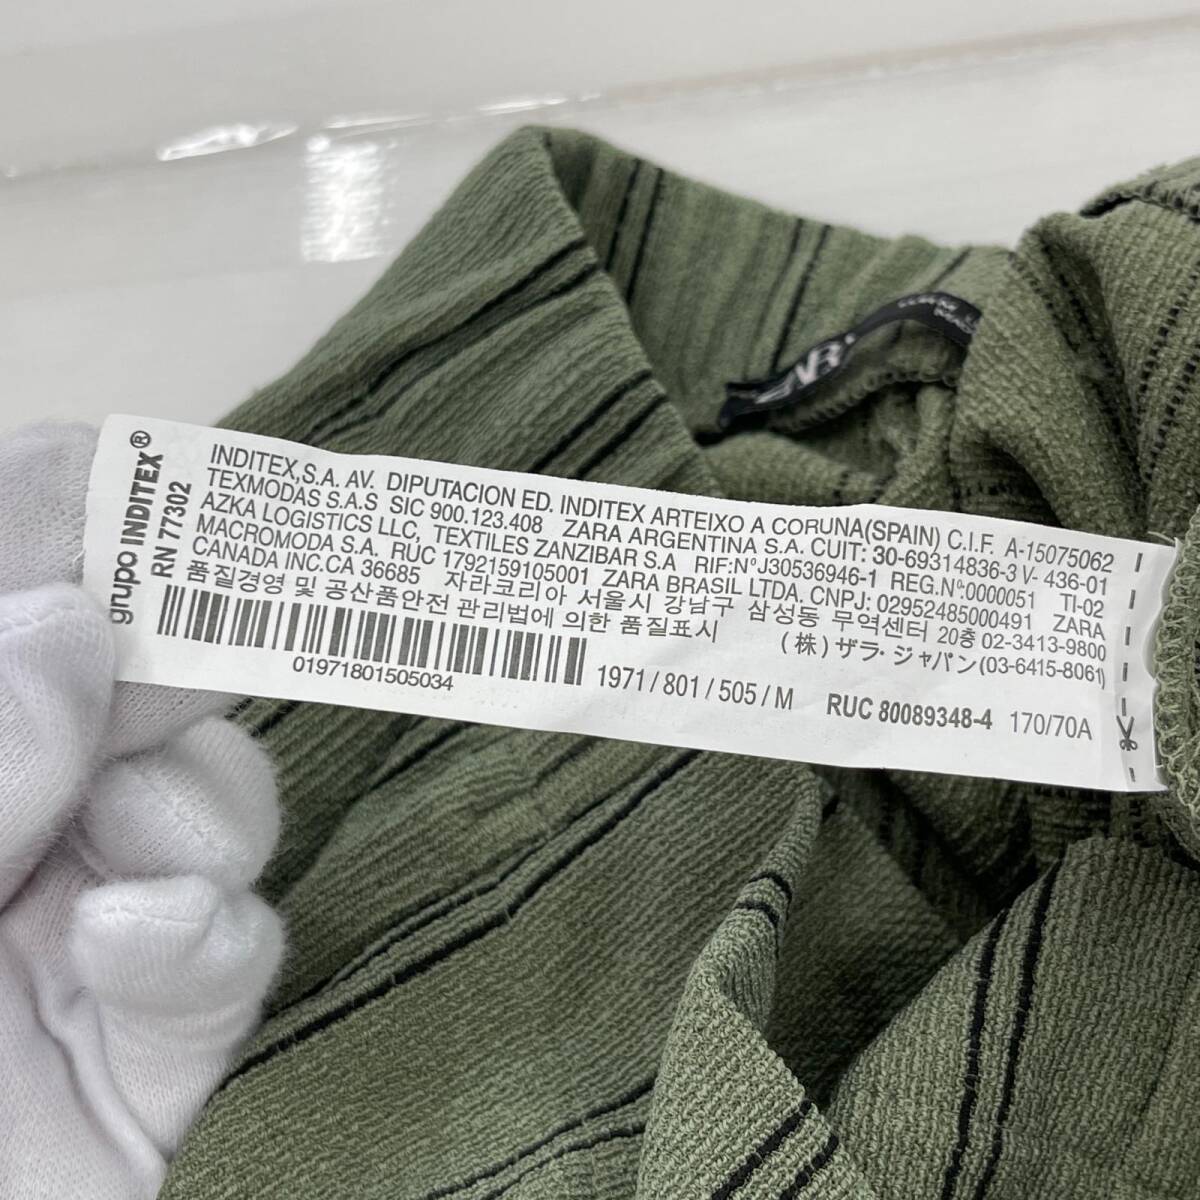 grupo INDITEX®
RN 77302
INDITEX,S.A. AV. DIPUTACION ED. INDITEX ARTEIXO A CORUNA(SPAIN) C.I.F. A-15075062
TEXMODAS S.A.S SIC 900.123.408 ZARA ARGENTINA S.A. CUIT: 30-69314836-3 V- 436-01
AZKA LOGISTICS LLC, TEXTILES ZANZIBAR S.A RIF:NºJ30536946-1 REG.Nº:0000051 TI-02
MACROMODA S.A. RUC 1792159105001 ZARA BRASIL LTDA. CNPJ: 02952485000491 ZARA
CANADA INC.CA 36685 자라코리아 서울시 강남구 삼성동 무역센터 20층 02-3413-9800
품질경영 및 공산품안전 관리법에 의한 품질표시 (株)ザラ・ジャパン(03-6415-8061)
01971801505034
1971/801/505/M RUC 80089348-4 170/70A